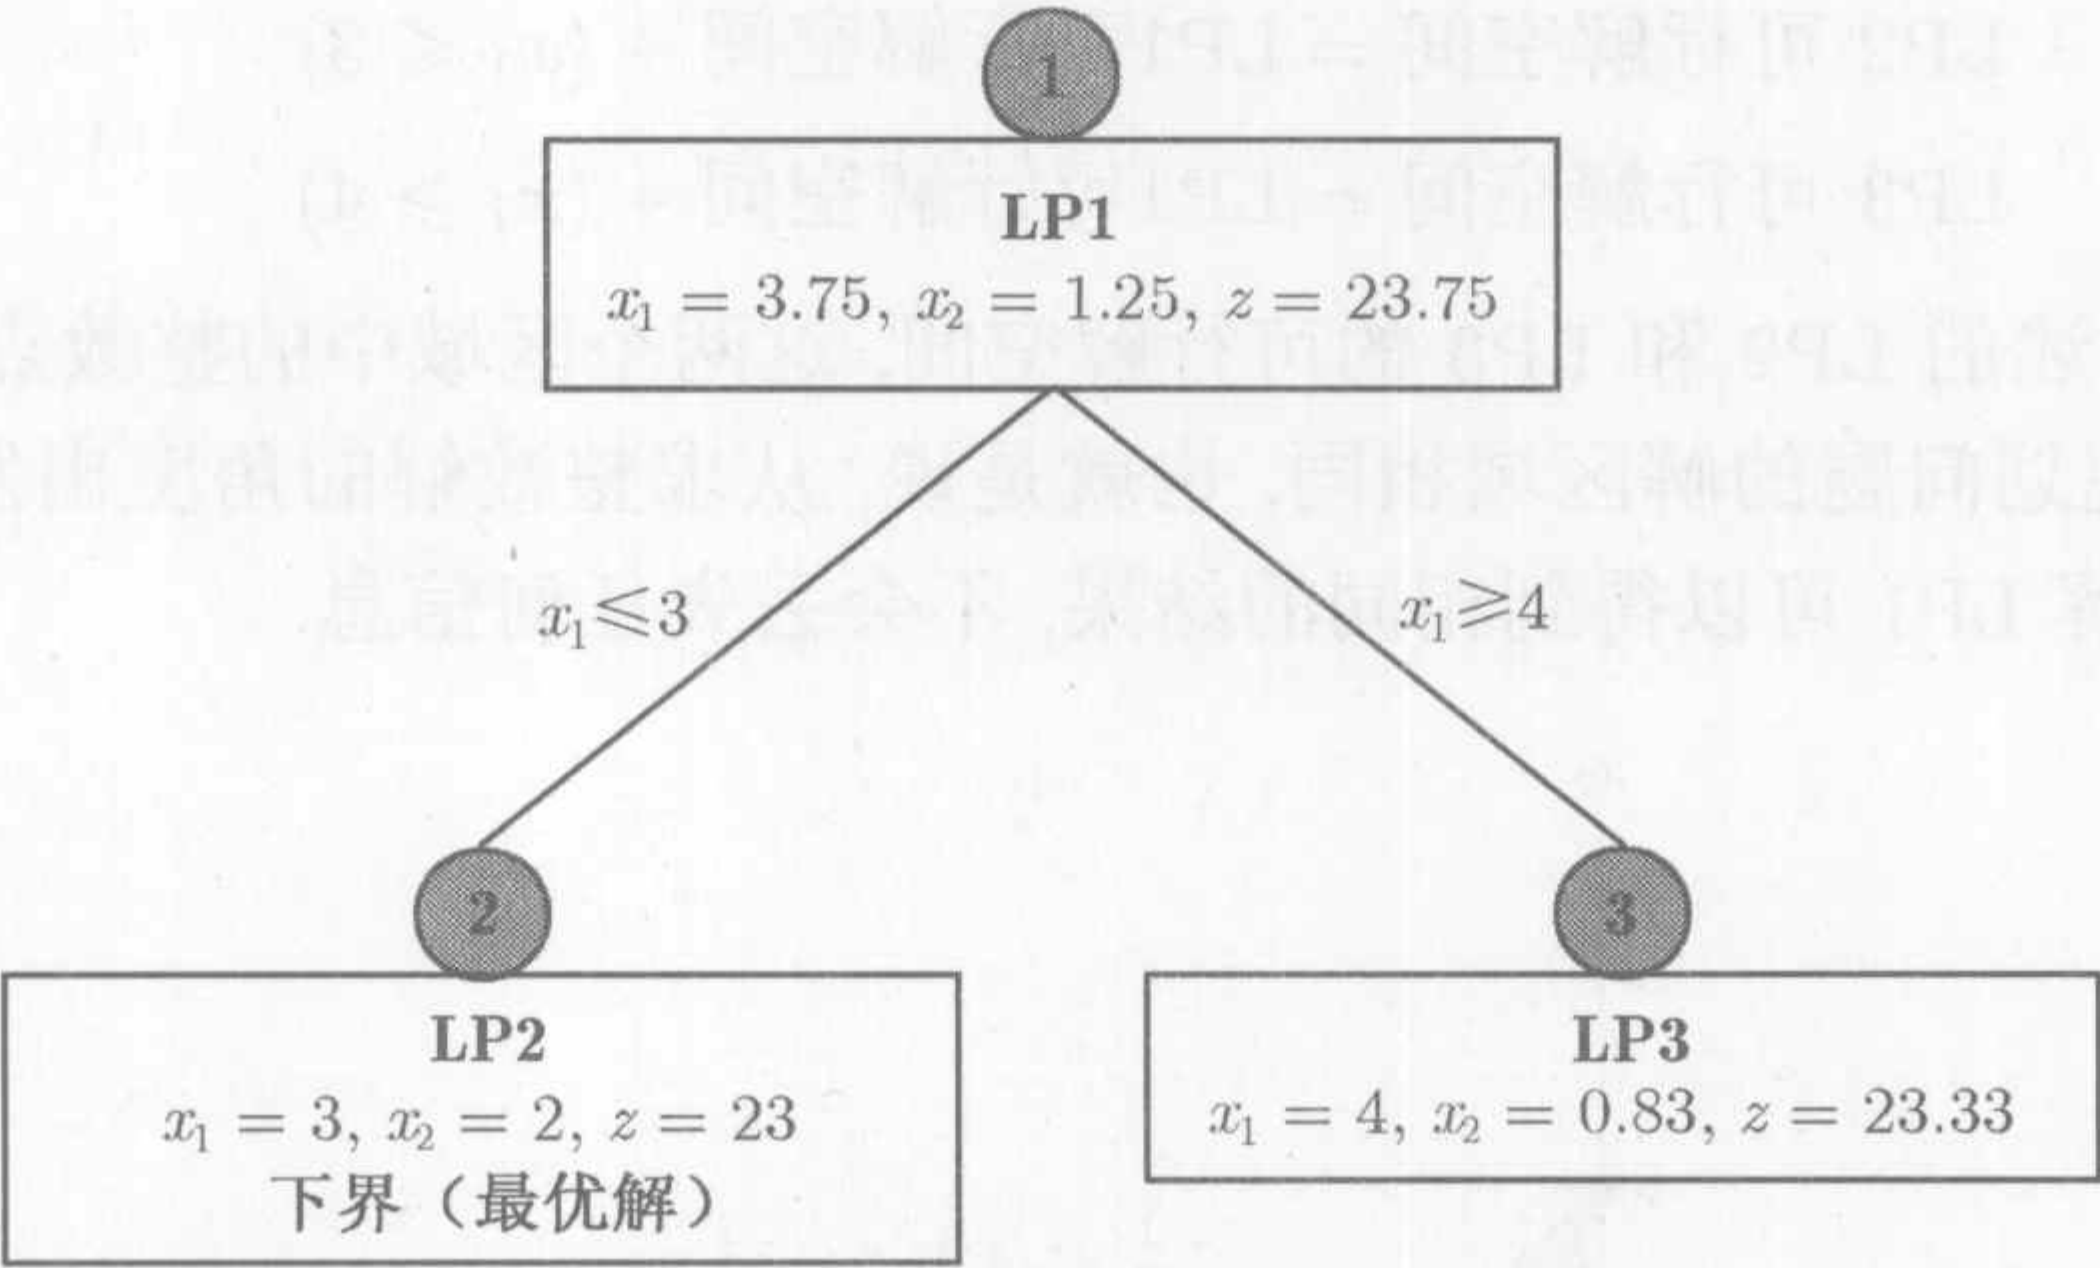 1
LP1
x₁ = 3.75, x₂ = 1.25, z = 23.75
x₁⩽3
x₁⩾4
2
3
LP2
x₁ = 3, x₂ = 2, z = 23
下界（最优解）
LP3
x₁ = 4, x₂ = 0.83, z = 23.33